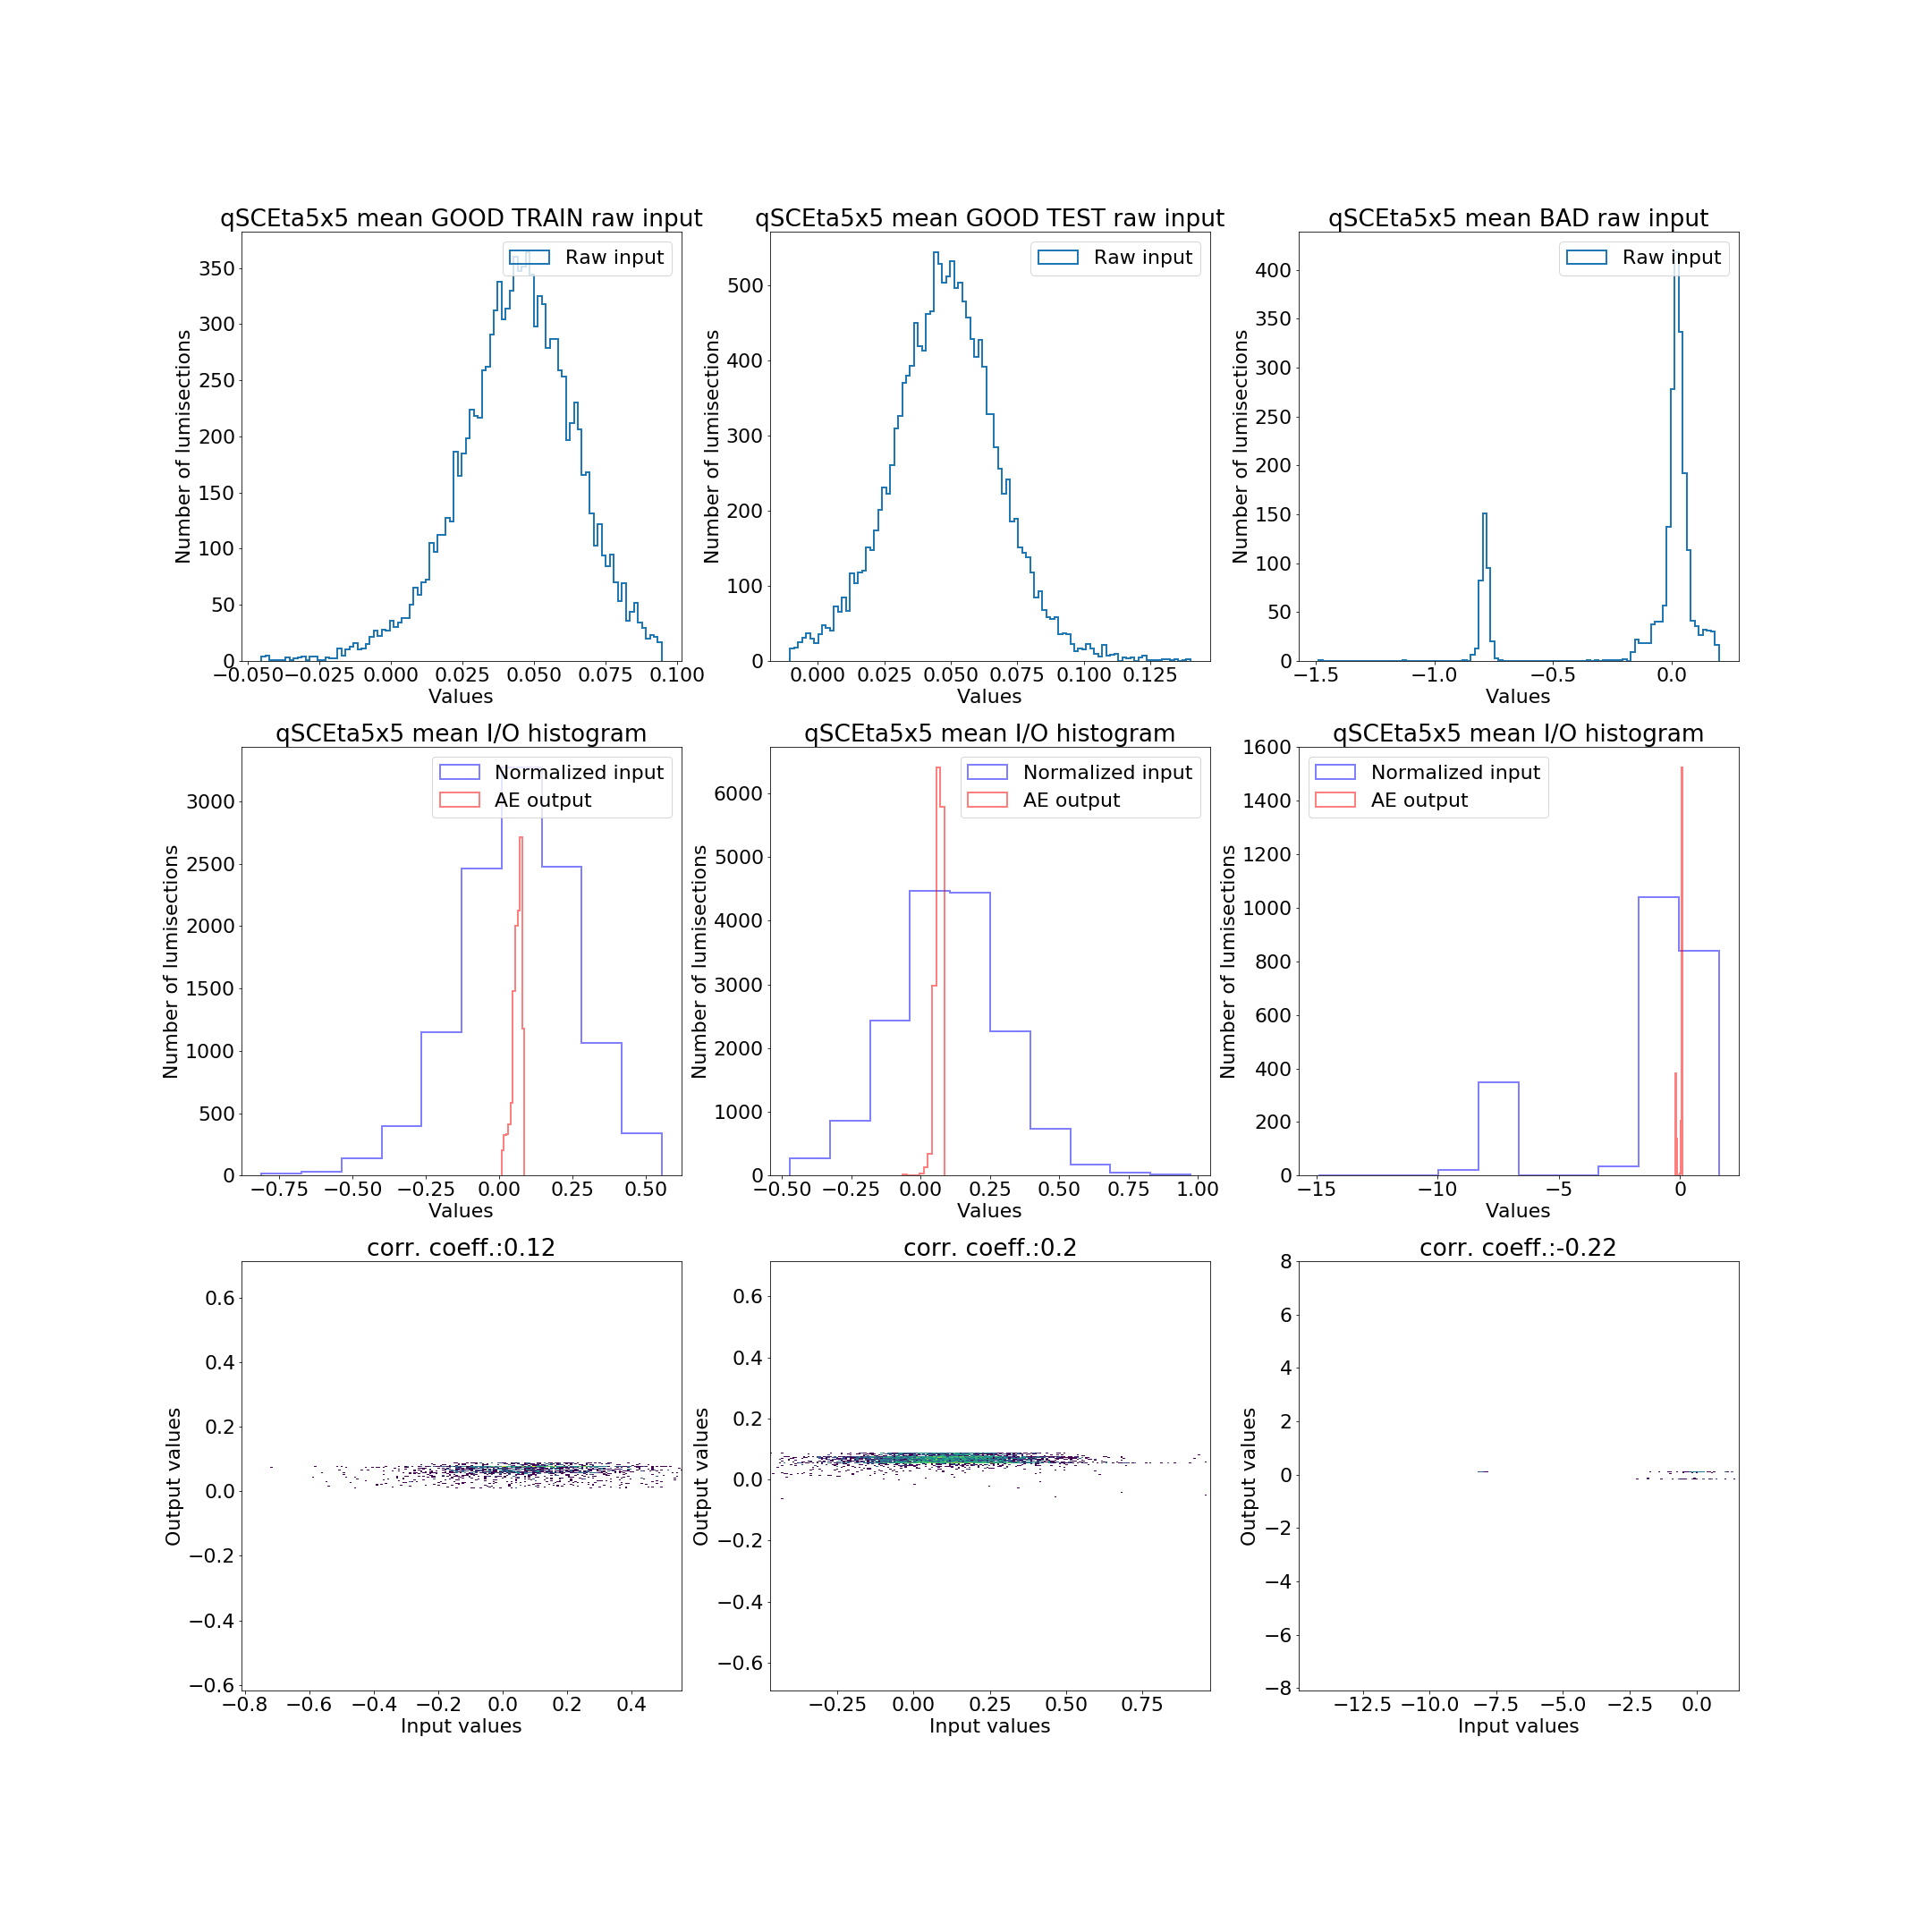 qSCEta5x5 mean GOOD TRAIN raw input
Raw input
Number of lumisections
0
50
100
150
200
250
300
350
−0.050 −0.025 0.000 0.025 0.050 0.075 0.100
Values
qSCEta5x5 mean GOOD TEST raw input
Raw input
Number of lumisections
0
100
200
300
400
500
0.000 0.025 0.050 0.075 0.100 0.125
Values
qSCEta5x5 mean BAD raw input
Raw input
Number of lumisections
0
50
100
150
200
250
300
350
400
−1.5 −1.0 −0.5 0.0
Values
qSCEta5x5 mean I/O histogram
Normalized input
AE output
Number of lumisections
0
500
1000
1500
2000
2500
3000
−0.75 −0.50 −0.25 0.00 0.25 0.50
Values
qSCEta5x5 mean I/O histogram
Normalized input
AE output
Number of lumisections
0
1000
2000
3000
4000
5000
6000
−0.50 −0.25 0.00 0.25 0.50 0.75 1.00
Values
qSCEta5x5 mean I/O histogram
Normalized input
AE output
Number of lumisections
0
200
400
600
800
1000
1200
1400
1600
−15 −10 −5 0
Values
corr. coeff.:0.12
Output values
−0.6
−0.4
−0.2
0.0
0.2
0.4
0.6
−0.8 −0.6 −0.4 −0.2 0.0 0.2 0.4
Input values
corr. coeff.:0.2
Output values
−0.6
−0.4
−0.2
0.0
0.2
0.4
0.6
−0.25 0.00 0.25 0.50 0.75
Input values
corr. coeff.:-0.22
Output values
−8
−6
−4
−2
0
2
4
6
8
−12.5 −10.0 −7.5 −5.0 −2.5 0.0
Input values